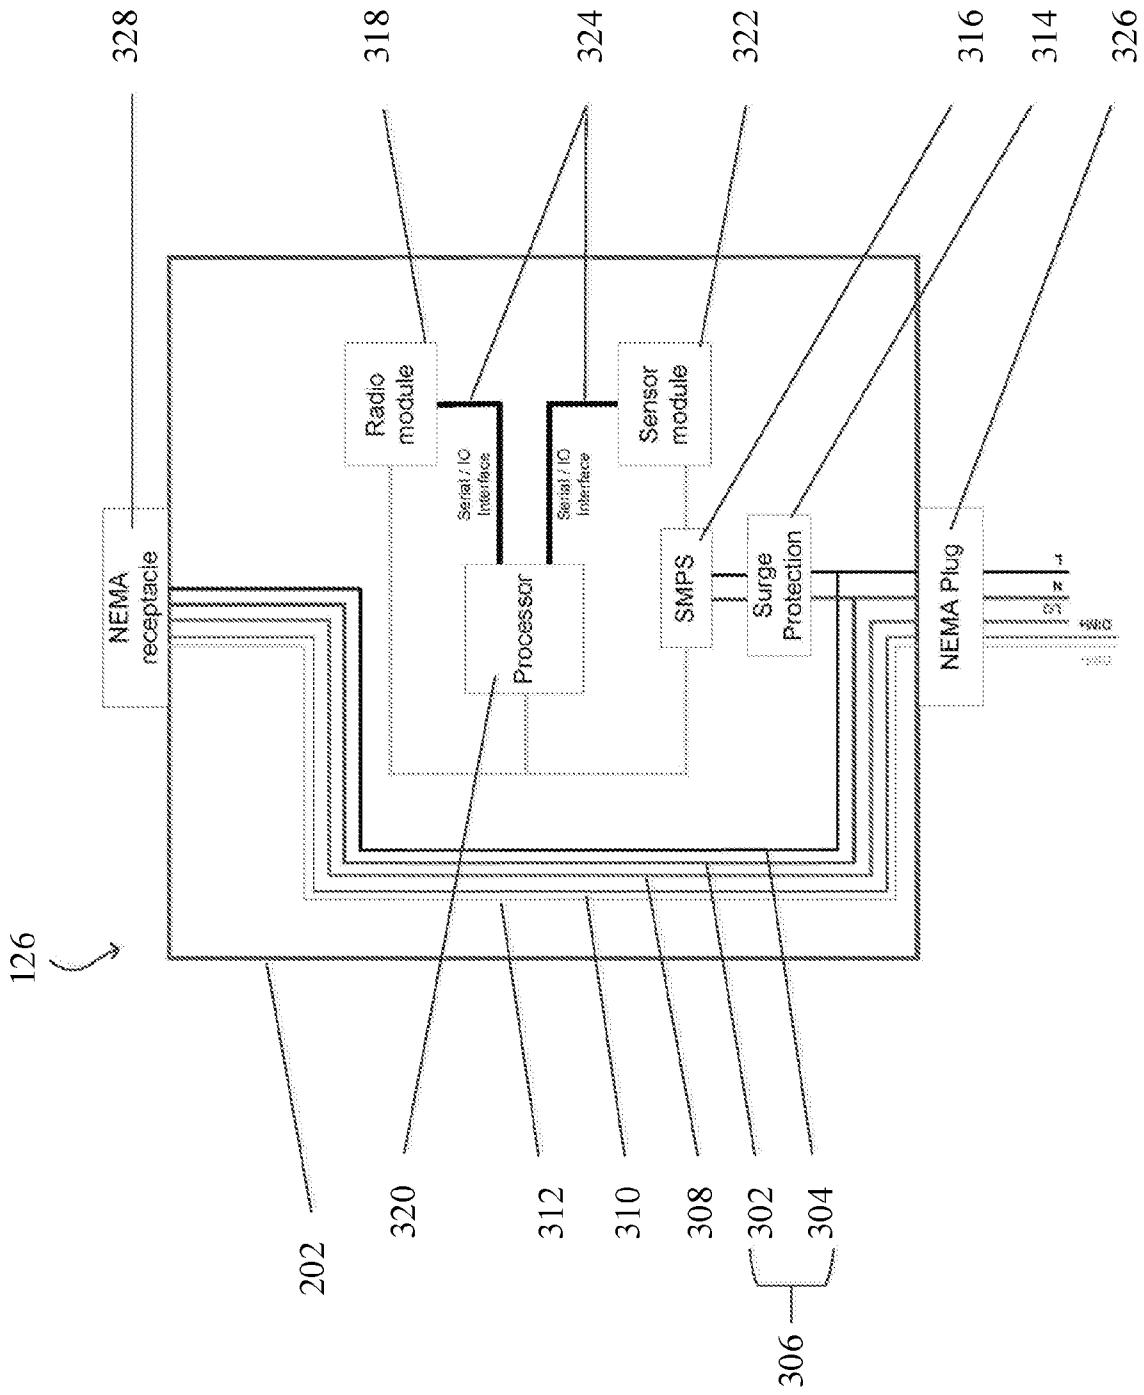 328
318
324
322
316
314
326
NEMA
receptacle
Radio
module
Serial / IO
Interface
Serial / IO
Interface
Sensor
module
Processor
SMPS
Surge
Protection
NEMA Plug
L
N
126
202
320
312
310
308
302
304
306